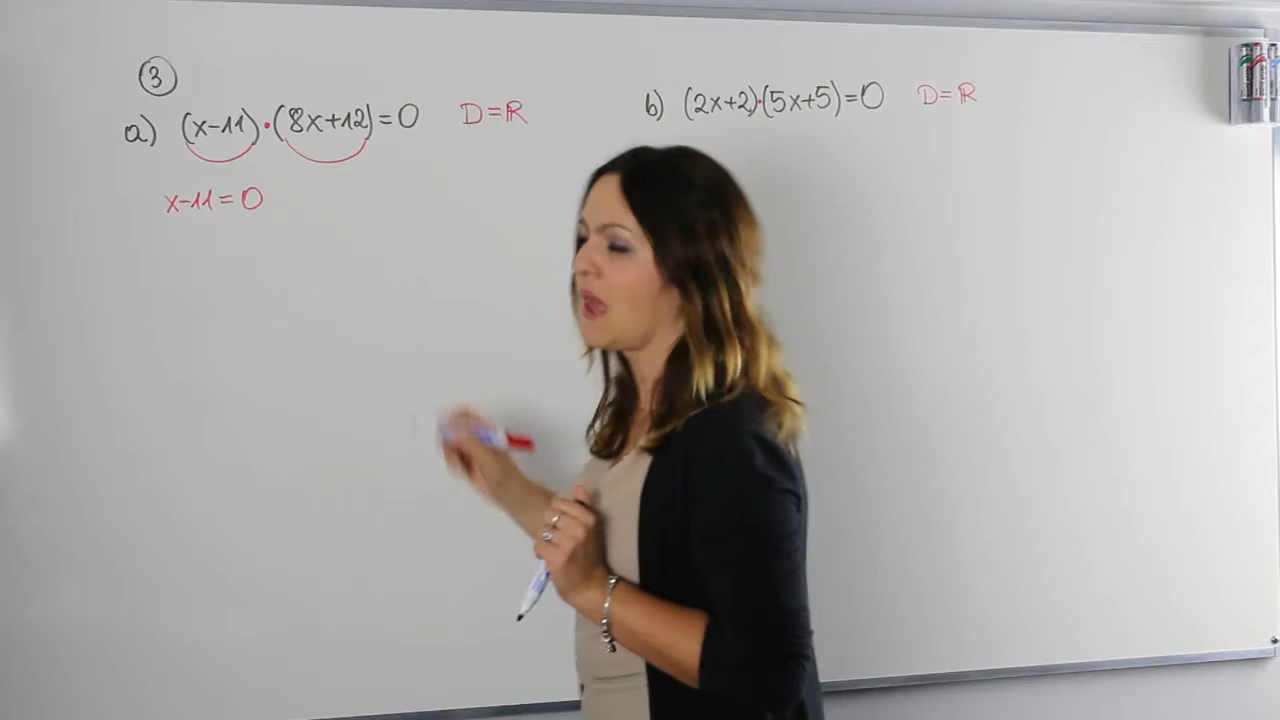 3
a) (x-11)·(8x+12)=0 D=ℝ
x-11=0
b) (2x+2)·(5x+5)=0 D=ℝ